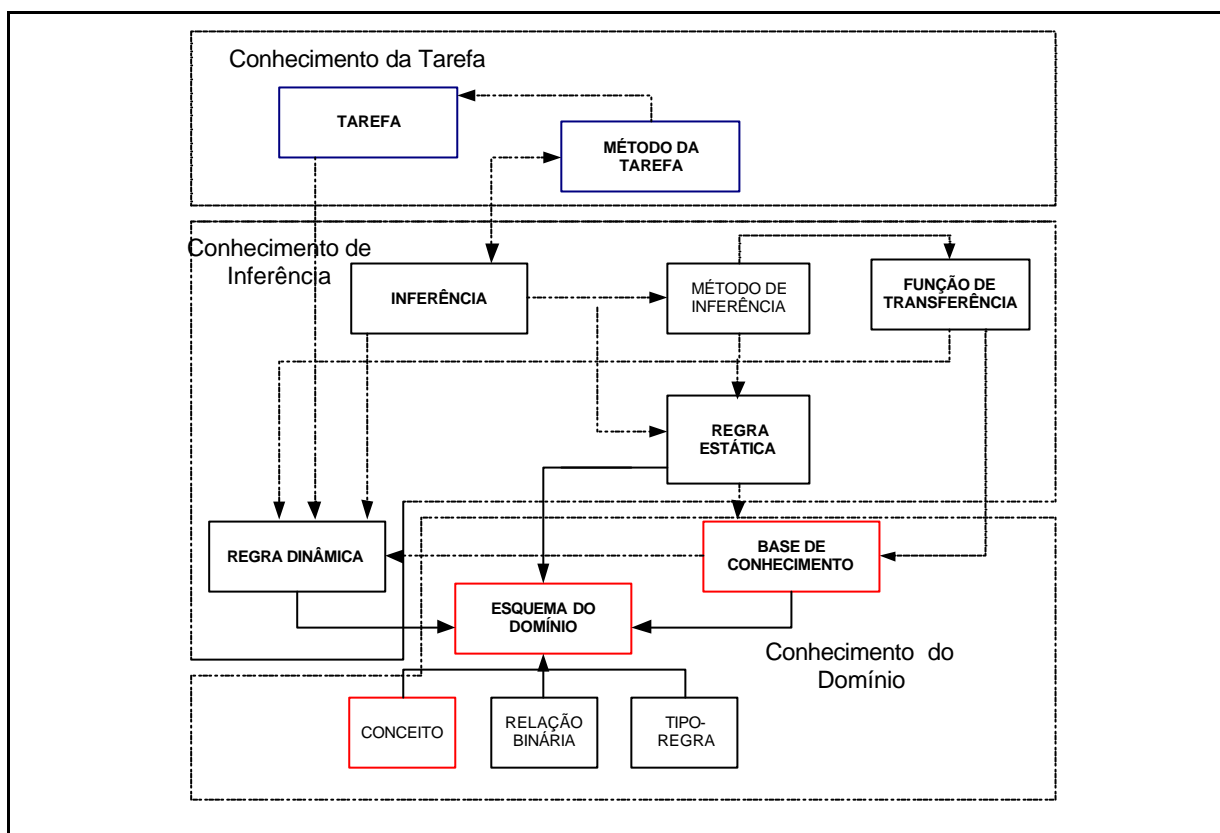 Conhecimento da Tarefa
TAREFA
MÉTODO DA
TAREFA
Conhecimento de
Inferência
INFERÊNCIA
MÉTODO DE
INFERÊNCIA
FUNÇÃO DE
TRANSFERÊNCIA
REGRA
ESTÁTICA
REGRA DINÂMICA
BASE DE
CONHECIMENTO
ESQUEMA DO
DOMÍNIO
Conhecimento do
Domínio
CONCEITO
RELAÇÃO
BINÁRIA
TIPO-
REGRA